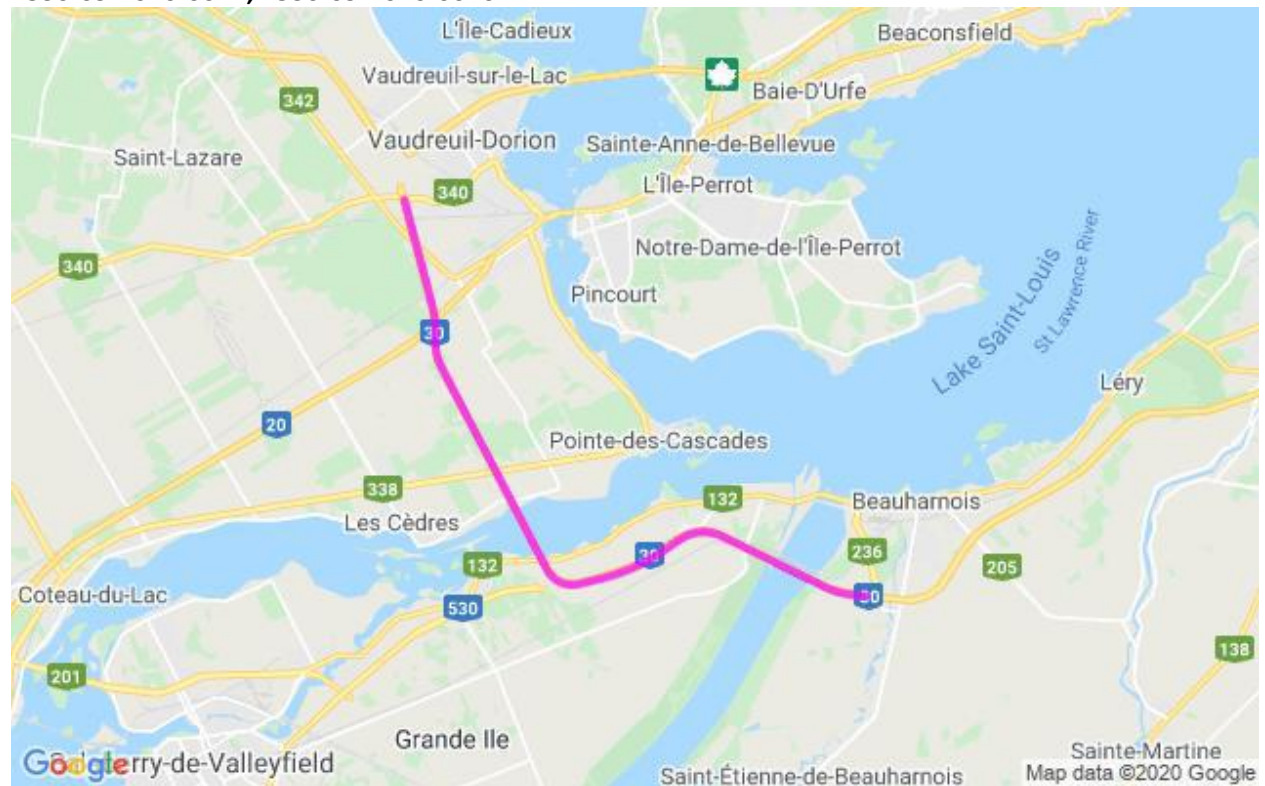 L'Île-Cadieux
Beaconsfield
Vaudreuil-sur-le-Lac
Baie-D'Urfe
342
Vaudreuil-Dorion
Sainte-Anne-de-Bellevue
Saint-Lazare
L'Île-Perrot
340
Notre-Dame-de-l'Île-Perrot
340
Pincourt
Lake Saint-Louis
St Lawrence River
30
Léry
20
Pointe-des-Cascades
338
132
Beauharnois
Les Cèdres
30
236
132
205
Coteau-du-Lac
530
30
138
201
Grande Ile
Sainte-Martine
Google
rry-de-Valleyfield
Saint-Étienne-de-Beauharnois
Map data ©2020 Google